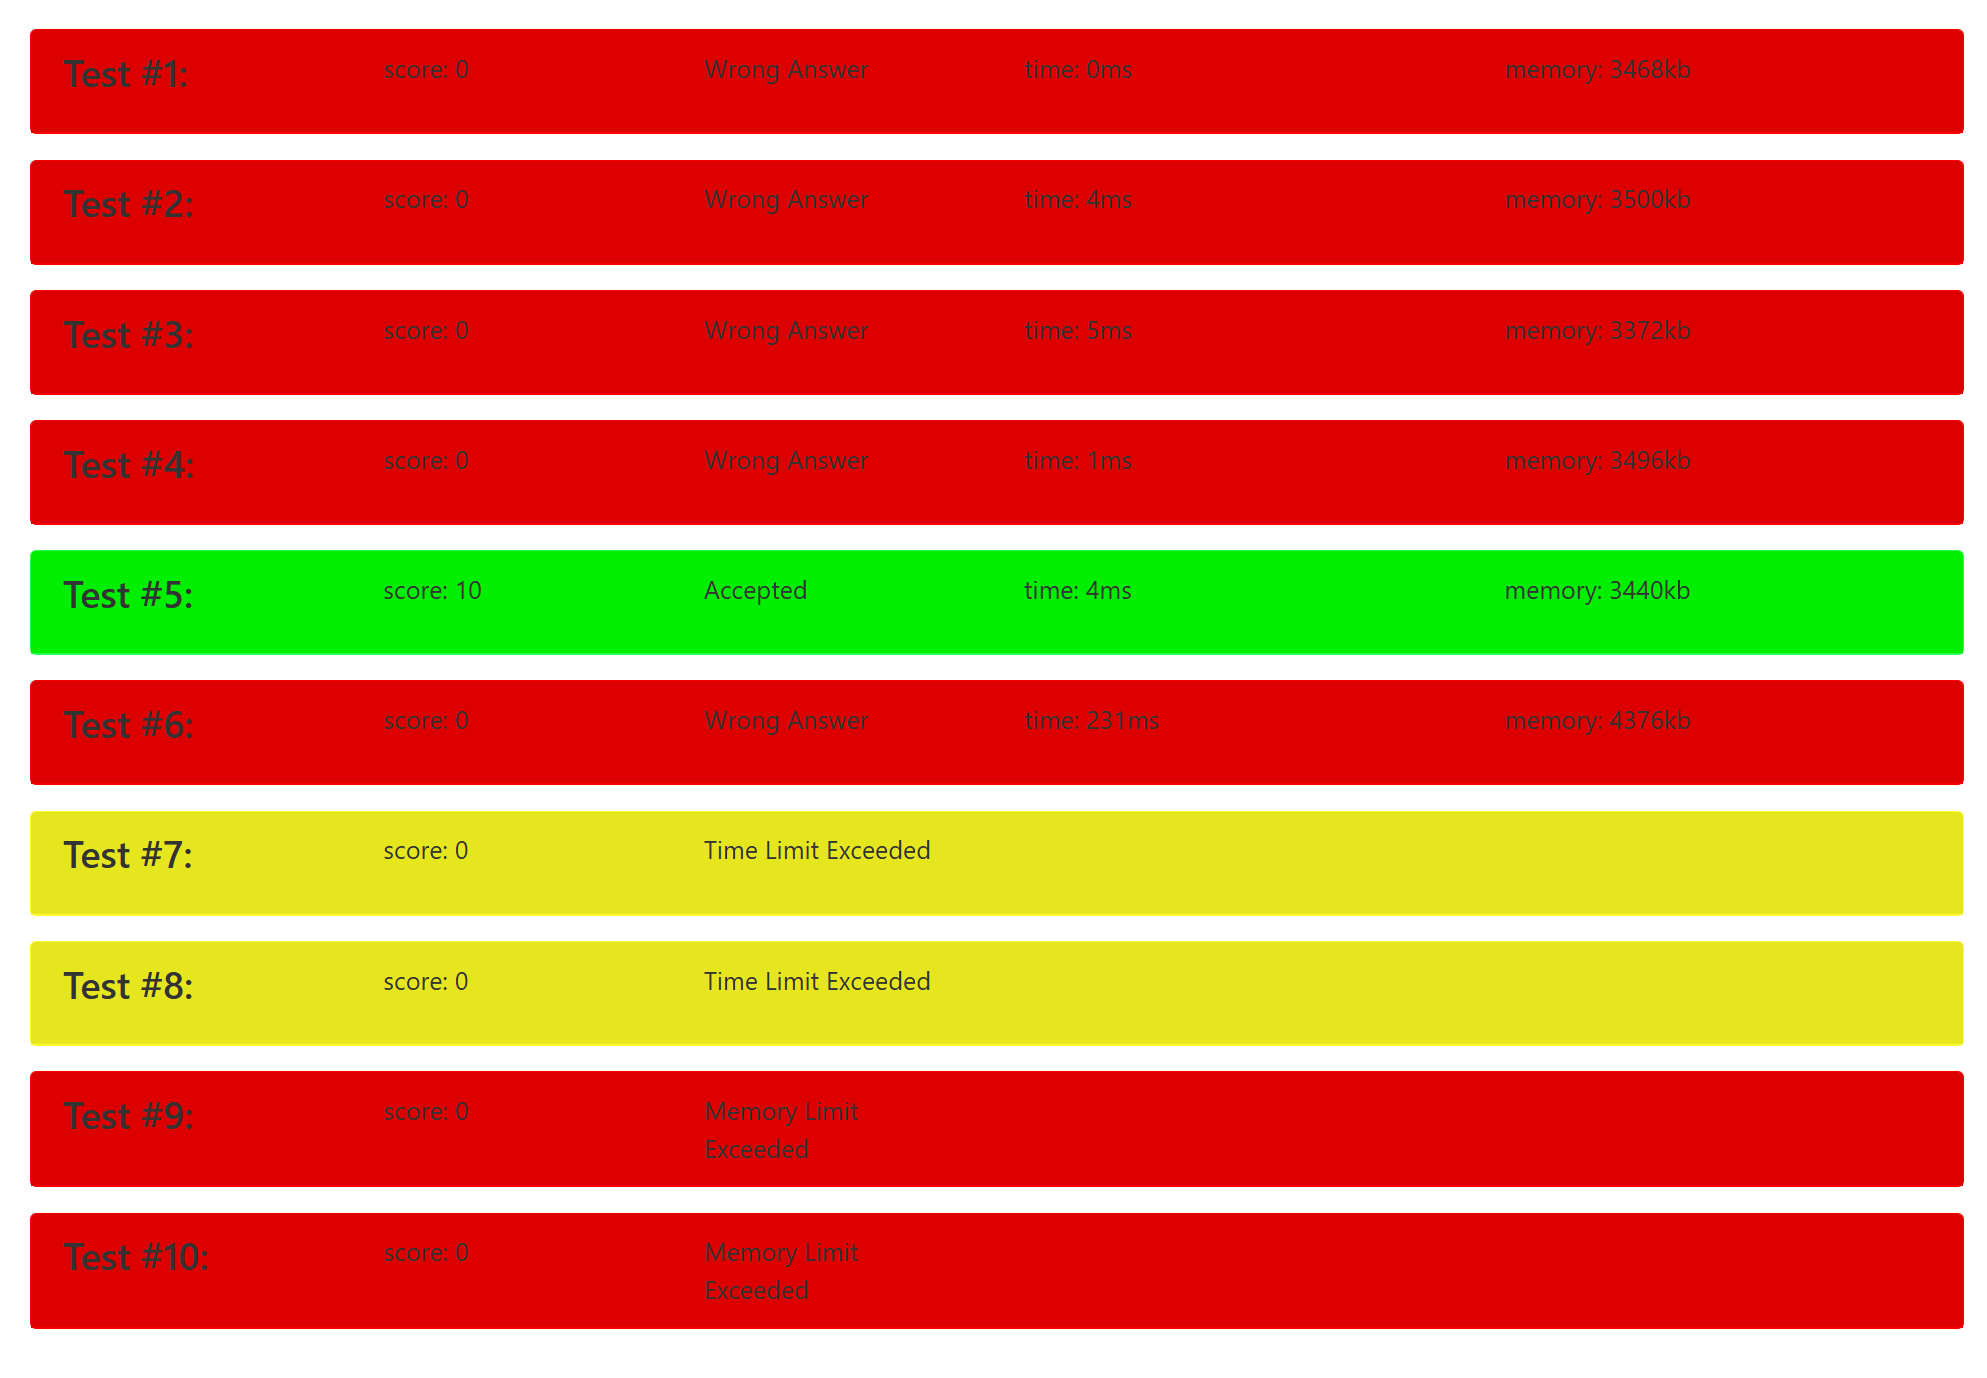 Test #1: score: 0 Wrong Answer time: 0ms memory: 3468kb
Test #2: score: 0 Wrong Answer time: 4ms memory: 3500kb
Test #3: score: 0 Wrong Answer time: 5ms memory: 3372kb
Test #4: score: 0 Wrong Answer time: 1ms memory: 3496kb
Test #5: score: 10 Accepted time: 4ms memory: 3440kb
Test #6: score: 0 Wrong Answer time: 231ms memory: 4376kb
Test #7: score: 0 Time Limit Exceeded
Test #8: score: 0 Time Limit Exceeded
Test #9: score: 0 Memory Limit
Exceeded
Test #10: score: 0 Memory Limit
Exceeded